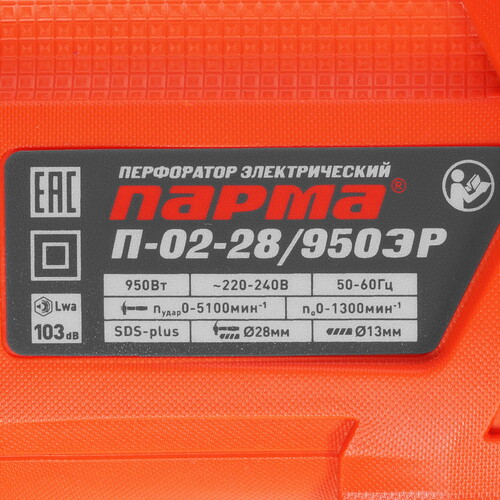 ПЕРФОРАТОР ЭЛЕКТРИЧЕСКИЙ
ПАРМА®
П-02-28/950ЭР
950Вт ~220-240В 50-60Гц
nудар0-5100мин⁻¹ n₀0-1300мин⁻¹
SDS-plus Ø28мм Ø13мм
EAC
Lwa
103dB